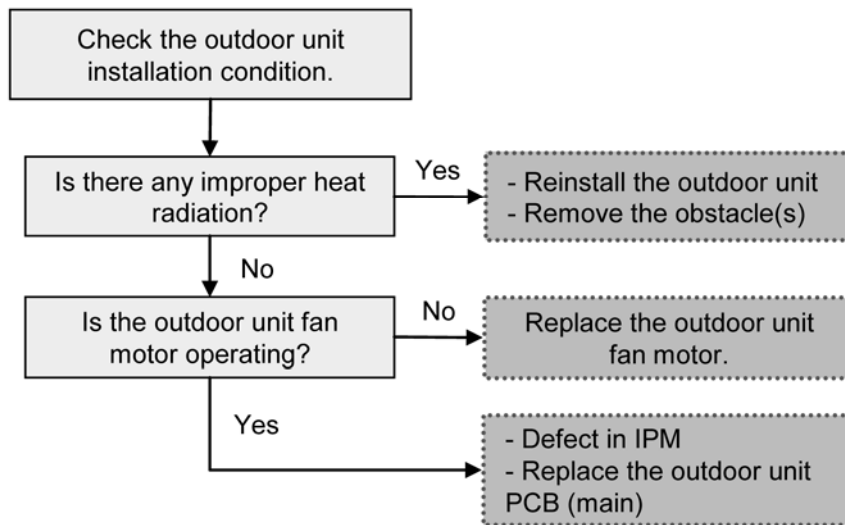 Check the outdoor unit
installation condition.
Is there any improper heat
radiation?
Yes
- Reinstall the outdoor unit
- Remove the obstacle(s)
No
Is the outdoor unit fan
motor operating?
No
Replace the outdoor unit
fan motor.
Yes
- Defect in IPM
- Replace the outdoor unit
PCB (main)